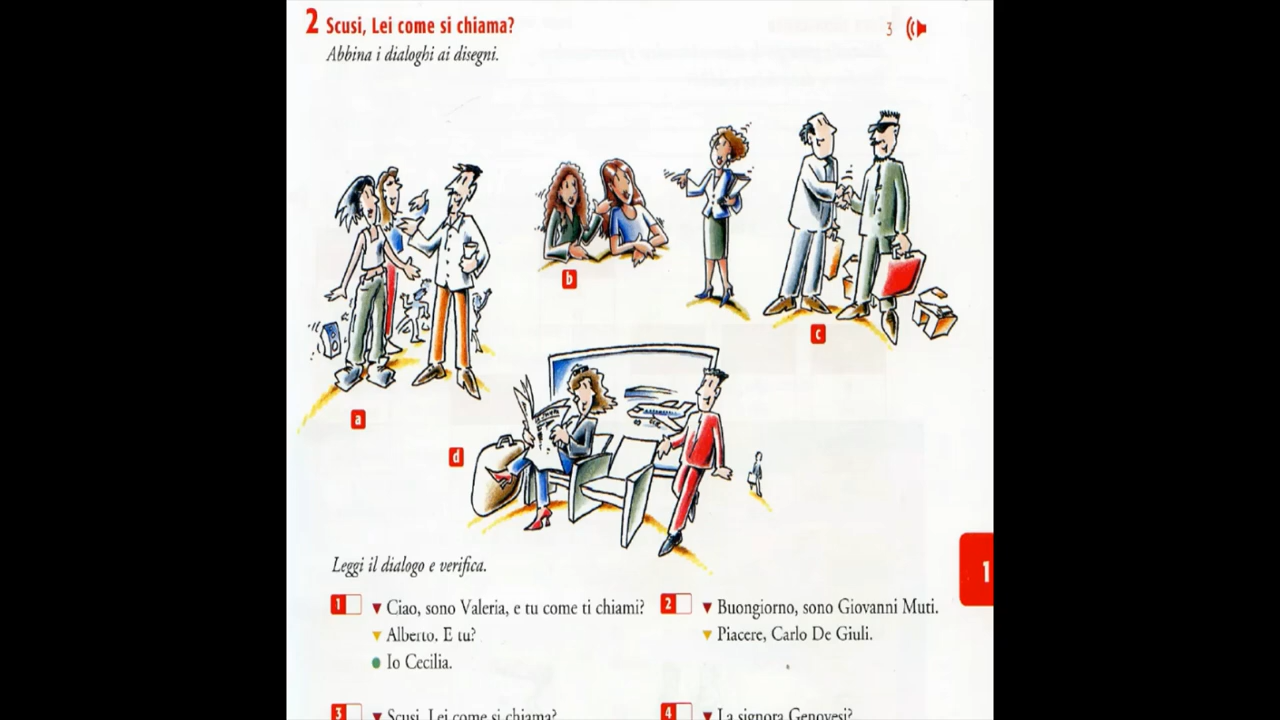 2 Scusi, Lei come si chiama?
3
Abbina i dialoghi ai disegni.
b
c
a
d
Leggi il dialogo e verifica.
1
1 Ciao, sono Valeria, e tu come ti chiami?
Alberto. E tu?
Io Cecilia.
2 Buongiorno, sono Giovanni Muti.
Piacere, Carlo De Giuli.
3 Scusi, Lei come si chiama?
4 La signora Genovesi?